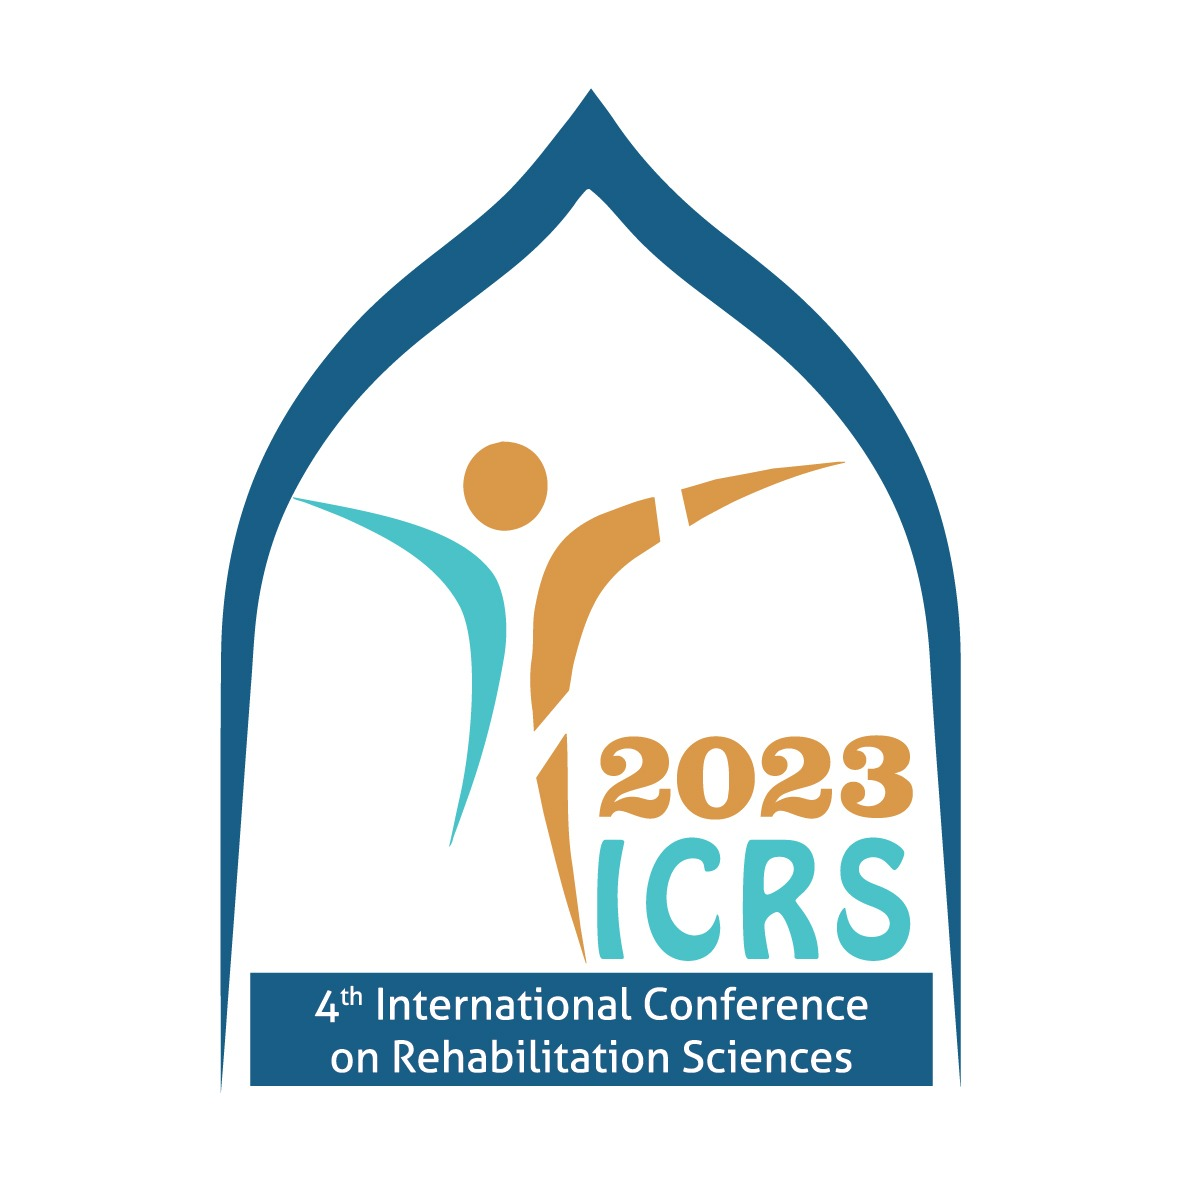 2023
ICRS
4th International Conference
on Rehabilitation Sciences